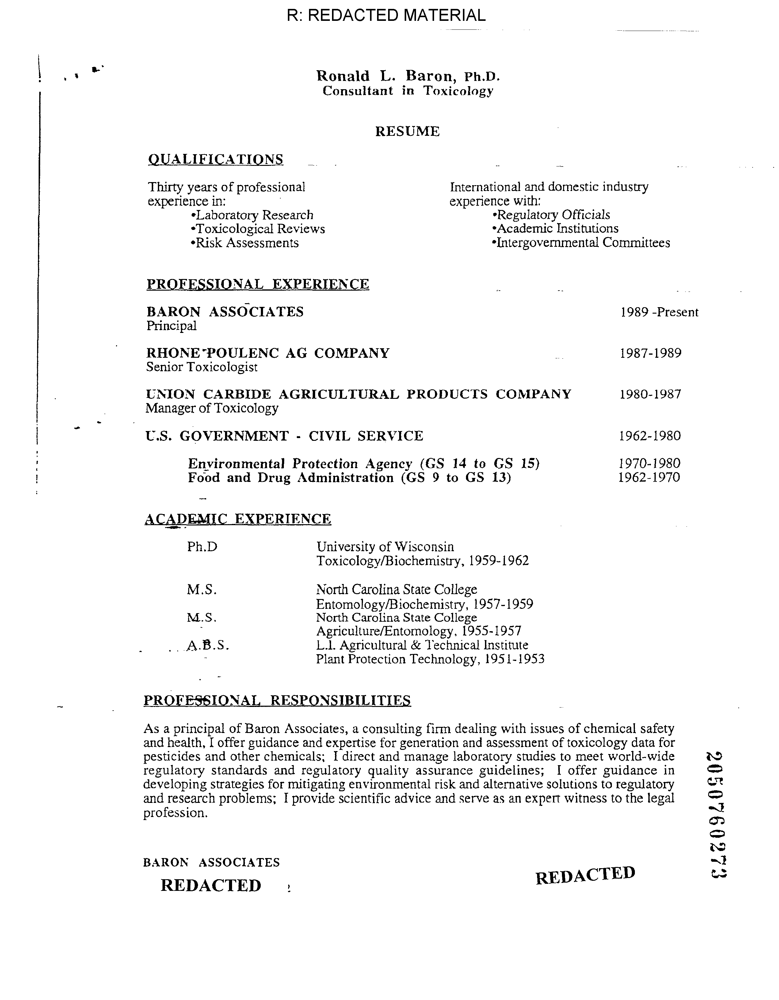 R: REDACTED MATERIAL
Ronald L. Baron, Ph.D.
Consultant in Toxicology
RESUME
QUALIFICATIONS
Thirty years of professional
experience in:
•Laboratory Research
•Toxicological Reviews
•Risk Assessments
International and domestic industry
experience with:
•Regulatory Officials
•Academic Institutions
•Intergovernmental Committees
PROFESSIONAL EXPERIENCE
BARON ASSOCIATES 1989 -Present
Principal
RHONE-POULENC AG COMPANY 1987-1989
Senior Toxicologist
UNION CARBIDE AGRICULTURAL PRODUCTS COMPANY 1980-1987
Manager of Toxicology
U.S. GOVERNMENT - CIVIL SERVICE 1962-1980
Environmental Protection Agency (GS 14 to GS 15) 1970-1980
Food and Drug Administration (GS 9 to GS 13) 1962-1970
ACADEMIC EXPERIENCE
Ph.D University of Wisconsin
Toxicology/Biochemistry, 1959-1962
M.S. North Carolina State College
Entomology/Biochemistry, 1957-1959
M.S. North Carolina State College
Agriculture/Entomology, 1955-1957
A.B.S. L.I. Agricultural & Technical Institute
Plant Protection Technology, 1951-1953
PROFESSIONAL RESPONSIBILITIES
As a principal of Baron Associates, a consulting firm dealing with issues of chemical safety
and health, I offer guidance and expertise for generation and assessment of toxicology data for
pesticides and other chemicals; I direct and manage laboratory studies to meet world-wide
regulatory standards and regulatory quality assurance guidelines; I offer guidance in
developing strategies for mitigating environmental risk and alternative solutions to regulatory
and research problems; I provide scientific advice and serve as an expert witness to the legal
profession.
BARON ASSOCIATES
REDACTED REDACTED
2050760273